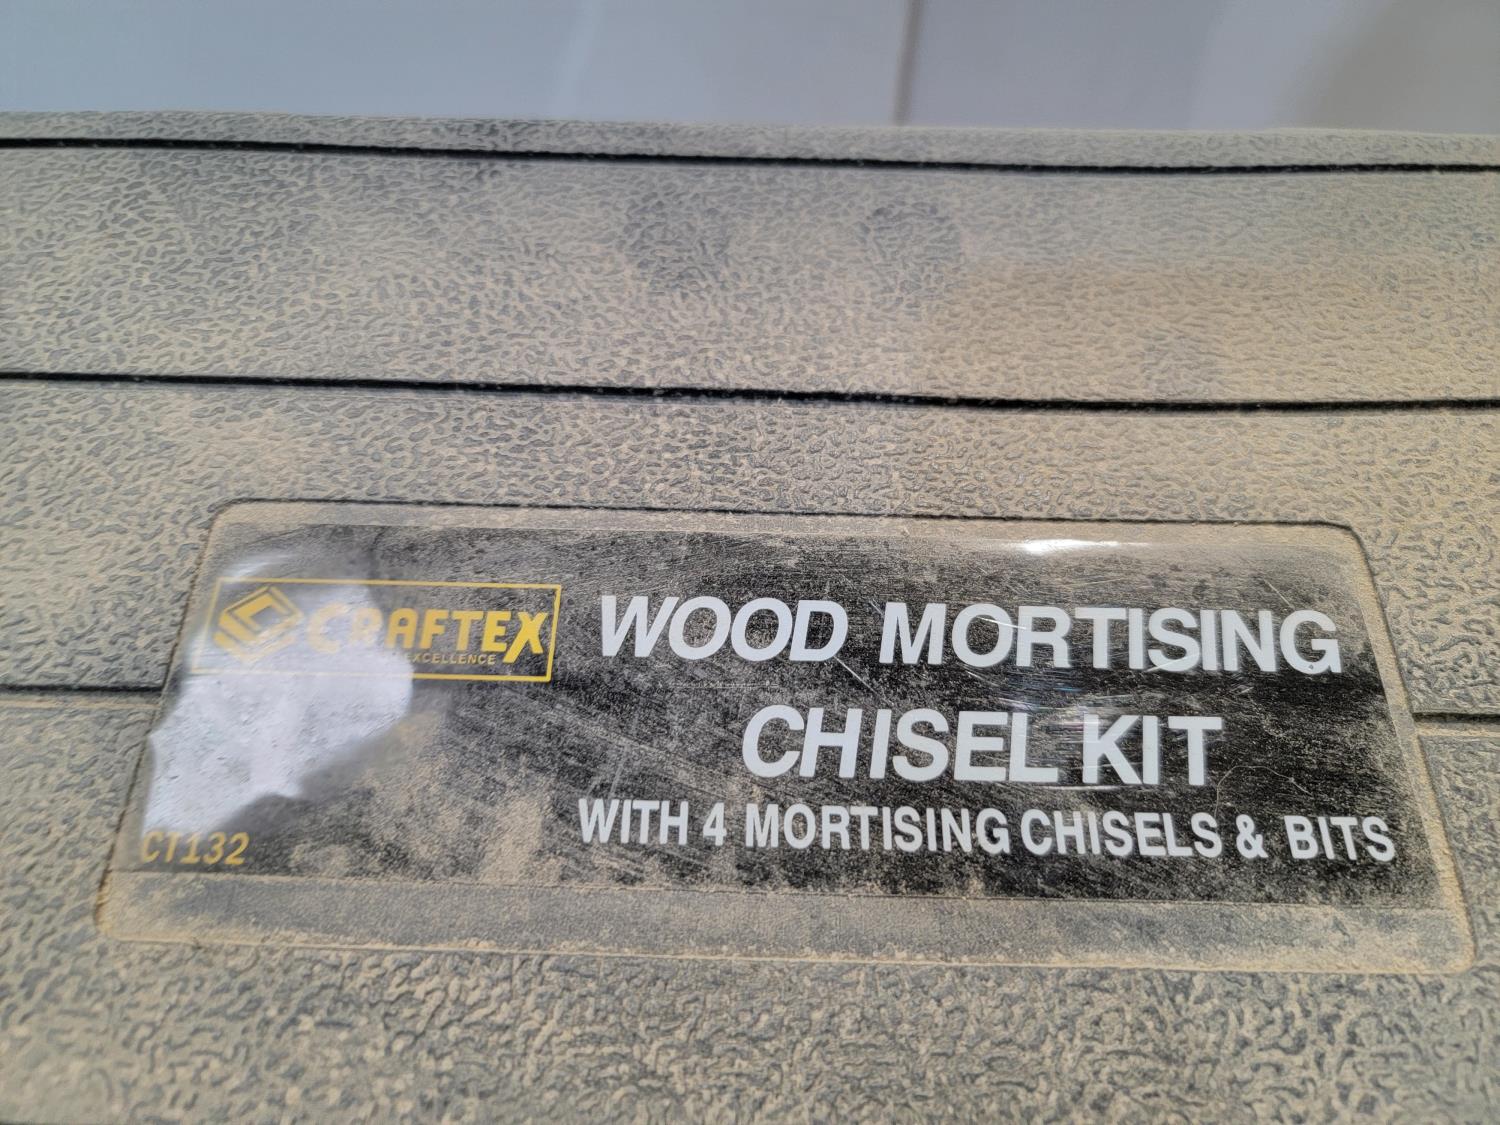 CRAFTEX
EXCELLENCE
WOOD MORTISING
CHISEL KIT
WITH 4 MORTISING CHISELS & BITS
CT132